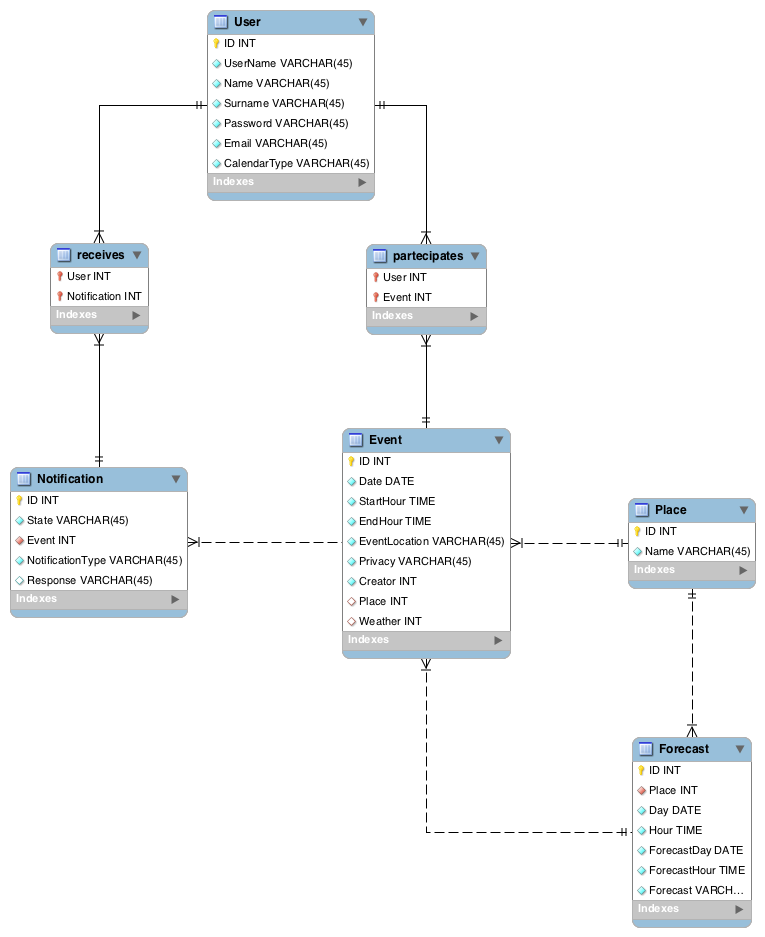 User
ID INT
UserName VARCHAR(45)
Name VARCHAR(45)
Surname VARCHAR(45)
Password VARCHAR(45)
Email VARCHAR(45)
CalendarType VARCHAR(45)
Indexes
receives
User INT
Notification INT
Indexes
partecipates
User INT
Event INT
Indexes
Notification
ID INT
State VARCHAR(45)
Event INT
NotificationType VARCHAR(45)
Response VARCHAR(45)
Indexes
Event
ID INT
Date DATE
StartHour TIME
EndHour TIME
EventLocation VARCHAR(45)
Privacy VARCHAR(45)
Creator INT
Place INT
Weather INT
Indexes
Place
ID INT
Name VARCHAR(45)
Indexes
Forecast
ID INT
Place INT
Day DATE
Hour TIME
ForecastDay DATE
ForecastHour TIME
Forecast VARCH...
Indexes